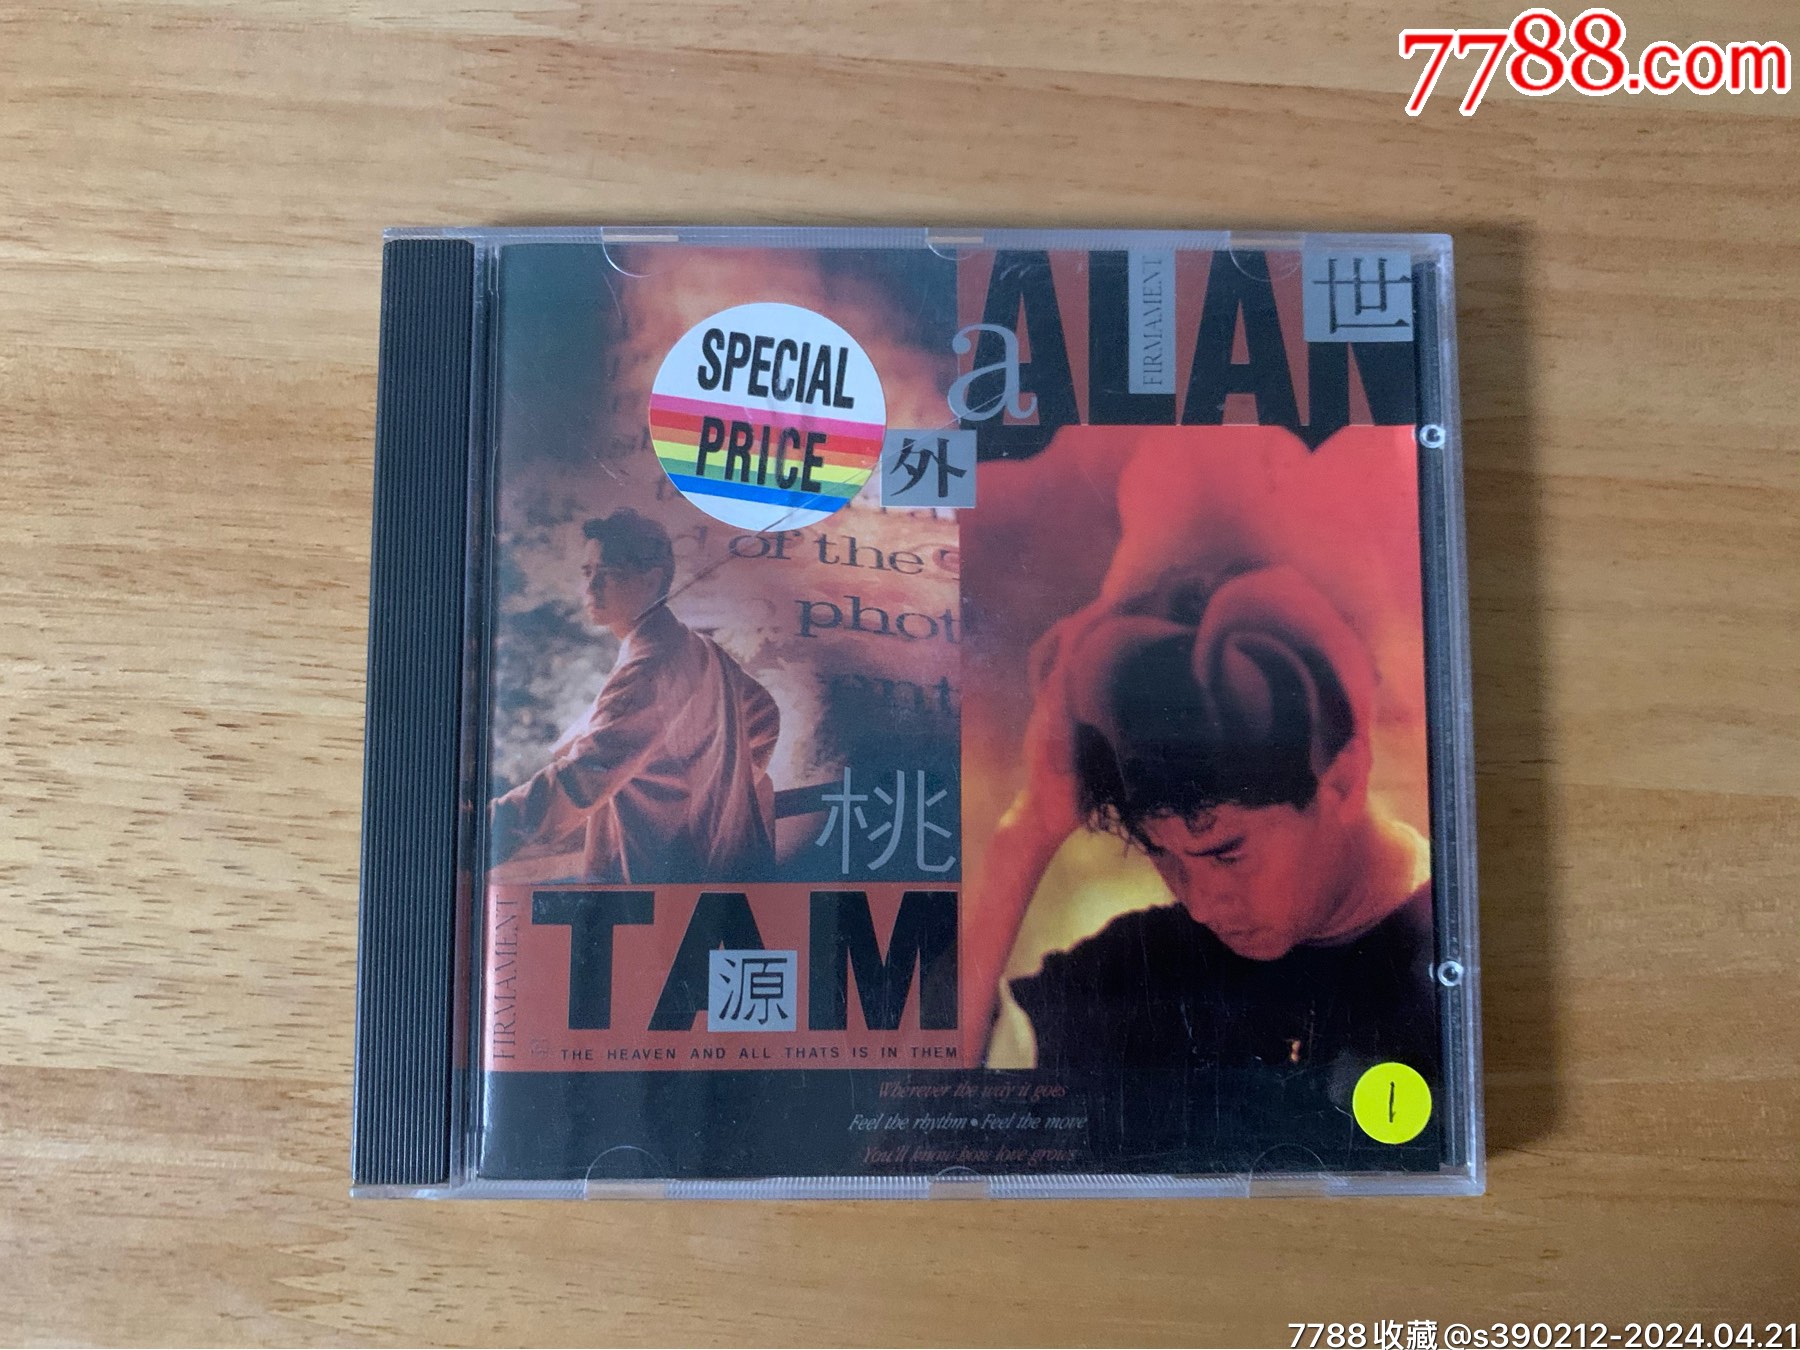 7788.com
ALAN
FIRMAMENT
世
a
外
SPECIAL
PRICE
of the
phot
ent
桃
TAM
源
FIRMAMENT
THE HEAVEN AND ALL THATS IS IN THEM
Wherever the way it goes
Feel the rhythm • Feel the move
You'll know how love grows
1
7788收藏@s390212-2024.04.21